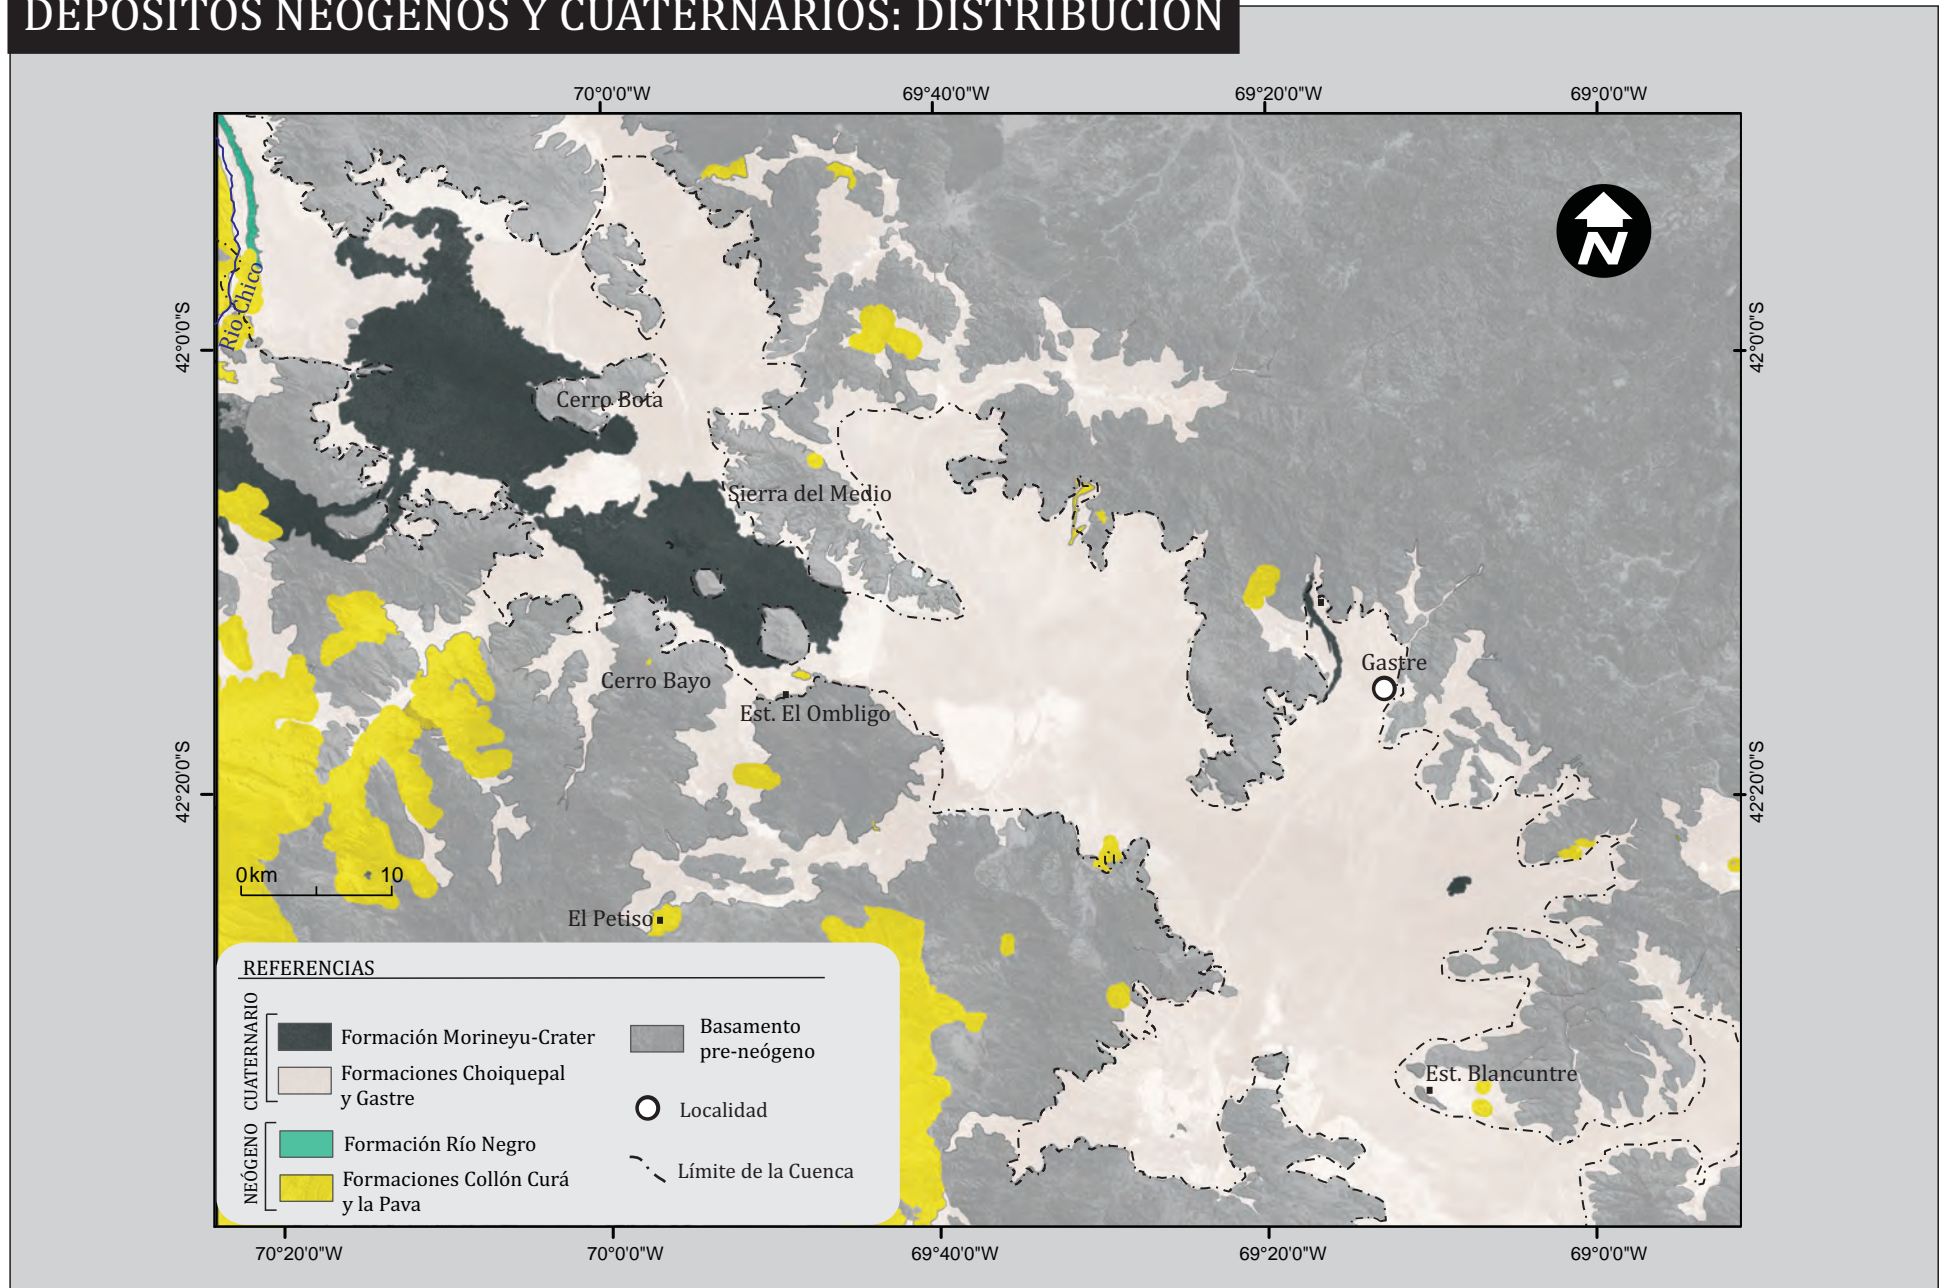 DEPÓSITOS NEÓGENOS Y CUATERNARIOS: DISTRIBUCIÓN
70°0'0"W
69°40'0"W
69°20'0"W
69°0'0"W
N
Río Chico
42°0'0"S
42°0'0"S
Cerro Bota
Sierra del Medio
Gastre
Cerro Bayo
Est. El Ombligo
42°20'0"S
42°20'0"S
0km 10
El Petiso
Est. Blancuntre
REFERENCIAS
CUATERNARIO
Formación Morineyu-Crater
Formaciones Choiquepal
y Gastre
NEÓGENO
Formación Río Negro
Formaciones Collón Curá
y la Pava
Basamento
pre-neógeno
Localidad
Límite de la Cuenca
70°20'0"W
70°0'0"W
69°40'0"W
69°20'0"W
69°0'0"W